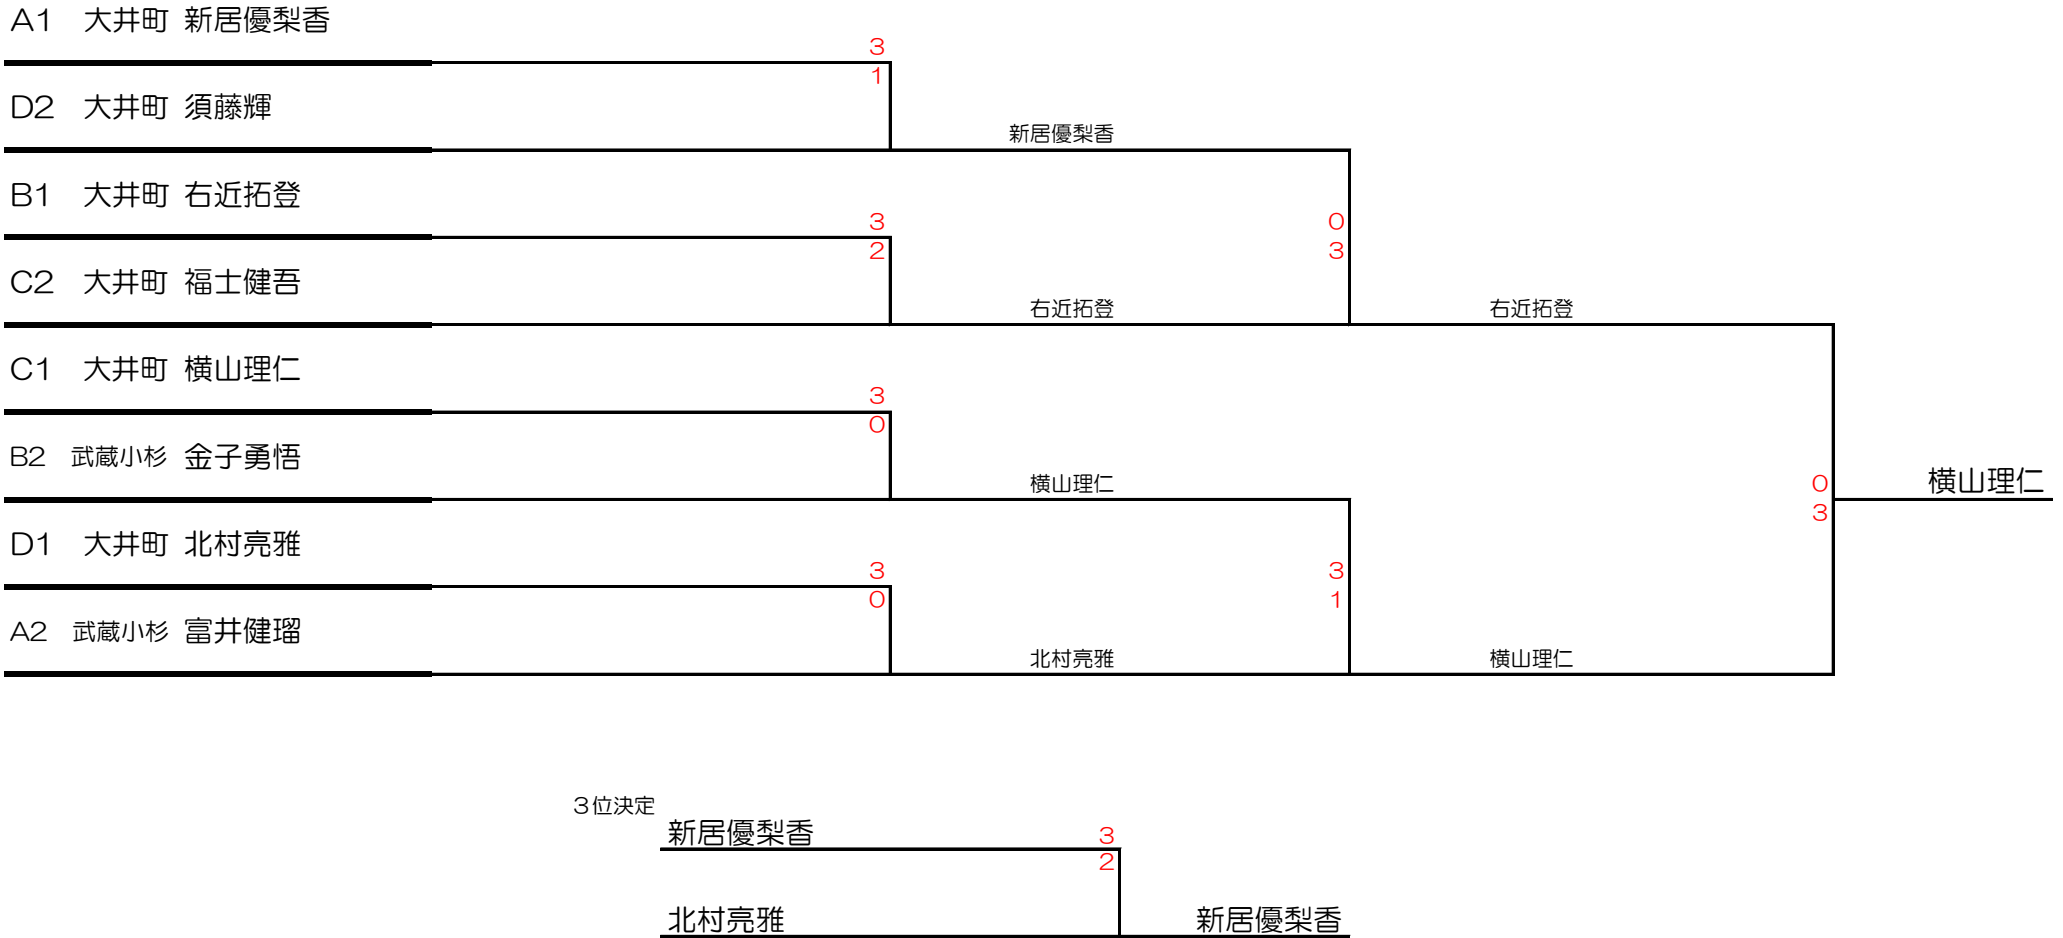 A1 大井町 新居優梨香
3
1
D2 大井町 須藤輝
新居優梨香
B1 大井町 右近拓登
3
2
0
3
C2 大井町 福士健吾
右近拓登
右近拓登
C1 大井町 横山理仁
3
0
B2 武蔵小杉 金子勇悟
横山理仁
0
3
横山理仁
D1 大井町 北村亮雅
3
0
3
1
A2 武蔵小杉 富井健瑠
北村亮雅
横山理仁
３位決定
新居優梨香
3
2
北村亮雅
新居優梨香